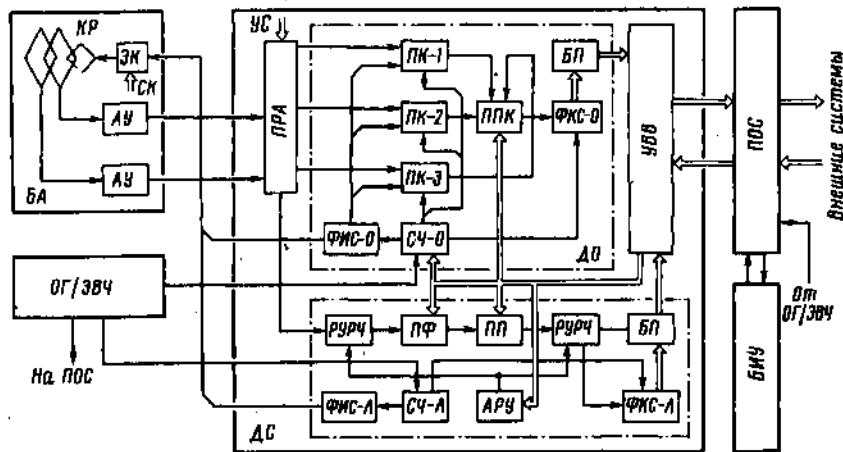 КР
ЭК
СК
АУ
АУ
БА
УС
ПРА
ПК-1
ПК-2
ПК-3
ППК
БП
ФКС-О
ФИС-О
СЧ-О
ДО
УВВ
ПОС
Внешние системы
ОГ/ЭВЧ
На ПОС
РУРЧ
ПФ
ПП
РУРЧ
БП
ФИС-Л
СЧ-Л
АРУ
ФКС-Л
ДС
От
ОГ/ЭВЧ
БИУ